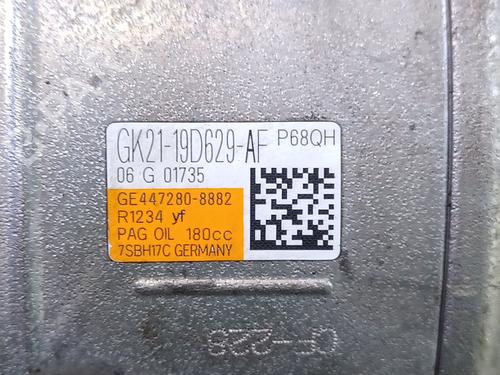 GK21-19D629-AF P68QH
06 G 01735
GE447280-8882
R1234 yf
PAG OIL 180cc
7SBH17C GERMANY
CF-228